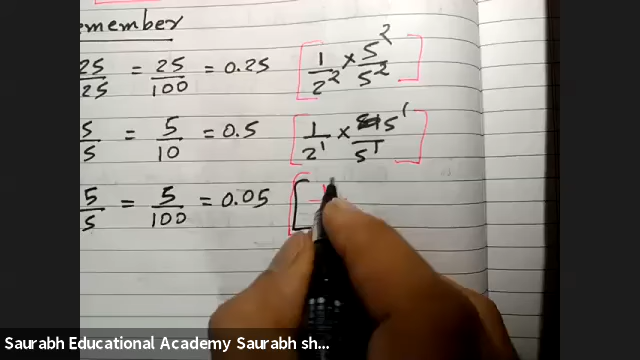 emember
25/25 = 25/100 = 0.25 [1/2² × 5²/5²]
5/5 = 5/10 = 0.5 [1/2¹ × 5¹/5¹]
5/5 = 5/100 = 0.05 [
Saurabh Educational Academy Saurabh sh...